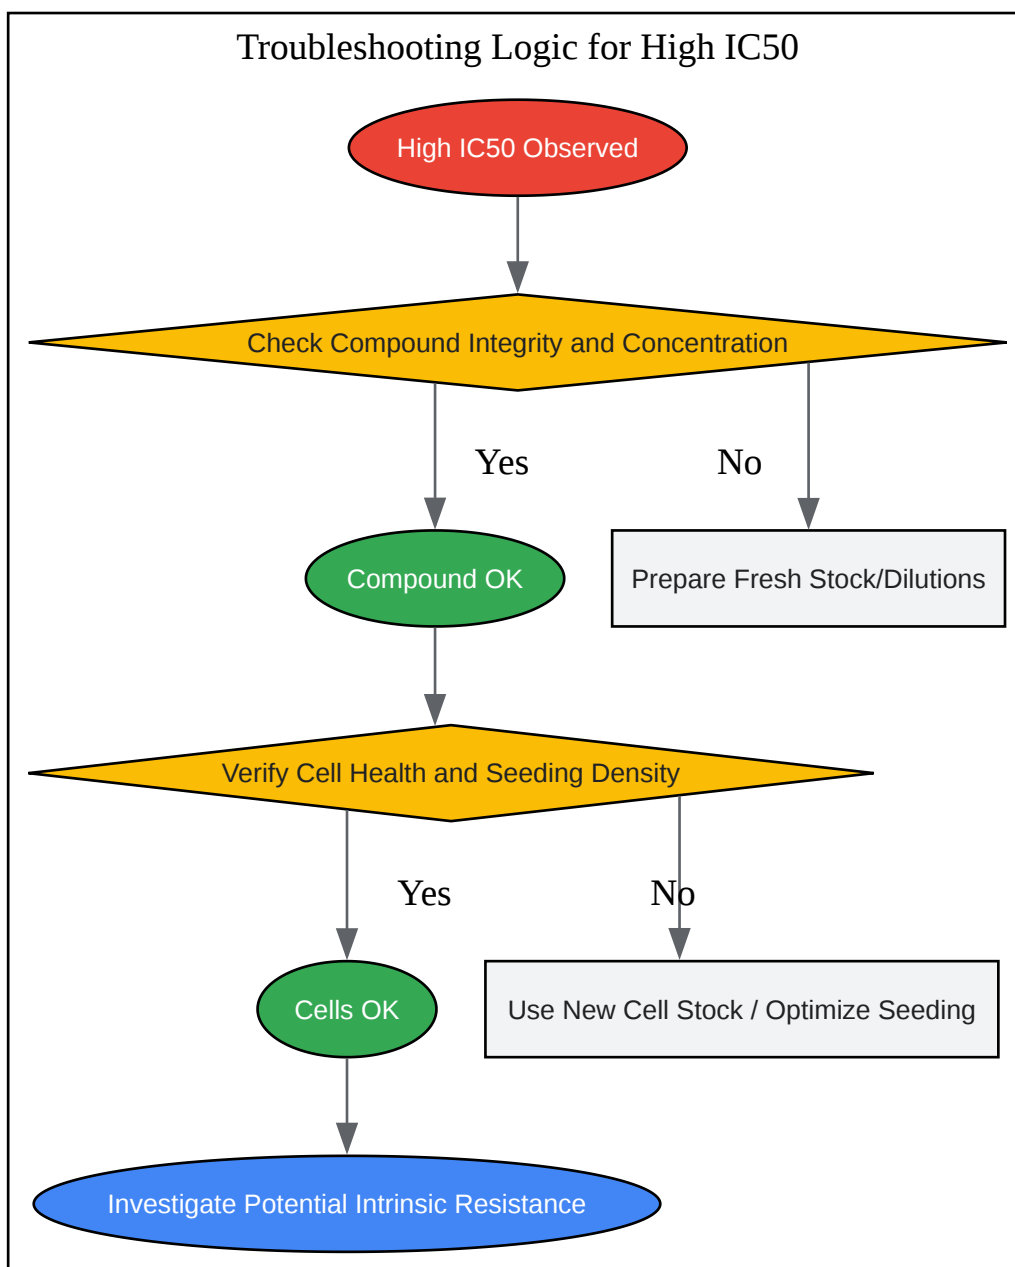 Troubleshooting Logic for High IC50
High IC50 Observed
Check Compound Integrity and Concentration
Yes
No
Compound OK
Prepare Fresh Stock/Dilutions
Verify Cell Health and Seeding Density
Yes
No
Cells OK
Use New Cell Stock / Optimize Seeding
Investigate Potential Intrinsic Resistance